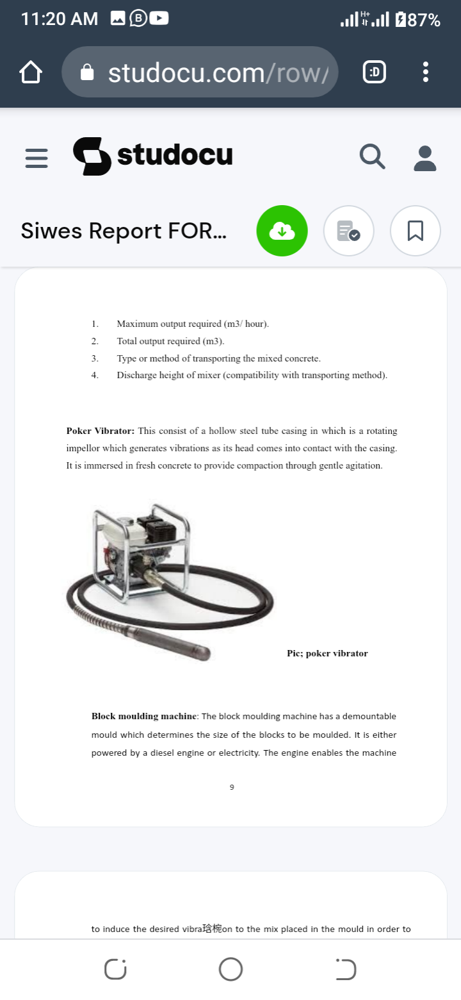 11:20 AM
B
H+
87%
studocu.com/row/
:D
studocu
Siwes Report FOR...
1. Maximum output required (m3/ hour).
2. Total output required (m3).
3. Type or method of transporting the mixed concrete.
4. Discharge height of mixer (compatibility with transporting method).
Poker Vibrator: This consist of a hollow steel tube casing in which is a rotating
impellor which generates vibrations as its head comes into contact with the casing.
It is immersed in fresh concrete to provide compaction through gentle agitation.
Pic; poker vibrator
Block moulding machine: The block moulding machine has a demountable
mould which determines the size of the blocks to be moulded. It is either
powered by a diesel engine or electricity. The engine enables the machine
9
to induce the desired vibra琀椀on to the mix placed in the mould in order to